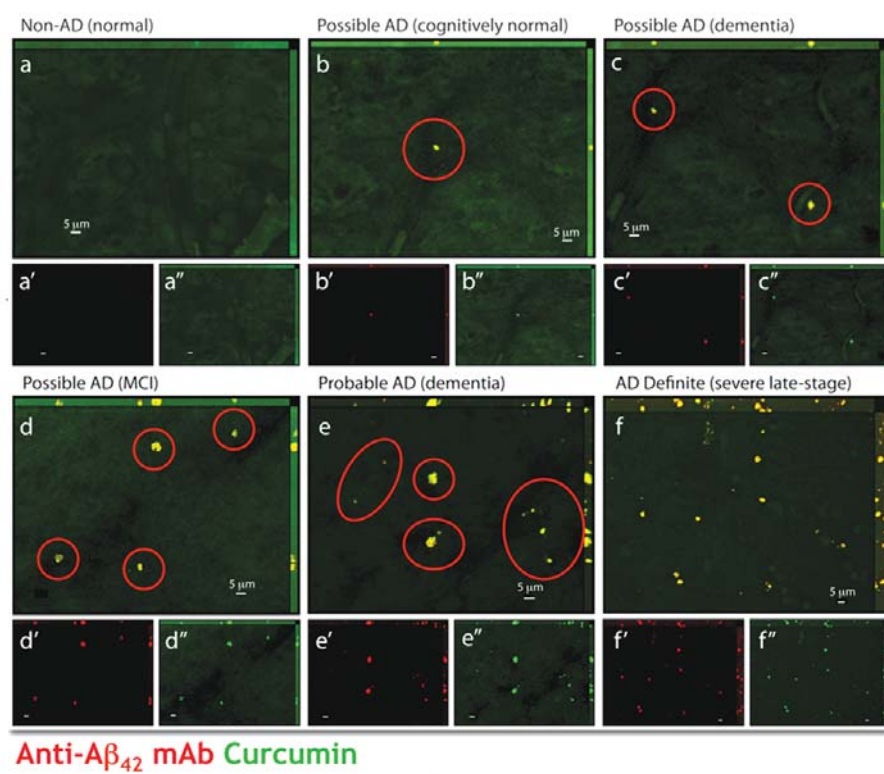 Non-AD (normal)
Possible AD (cognitively normal)
Possible AD (dementia)
a
b
c
5 µm
5 µm
5 µm
a′
a″
b′
b″
c′
c″
Possible AD (MCI)
Probable AD (dementia)
AD Definite (severe late-stage)
d
e
f
5 µm
5 µm
5 µm
d′
d″
e′
e″
f′
f″
Anti-Aβ₄₂ mAb Curcumin